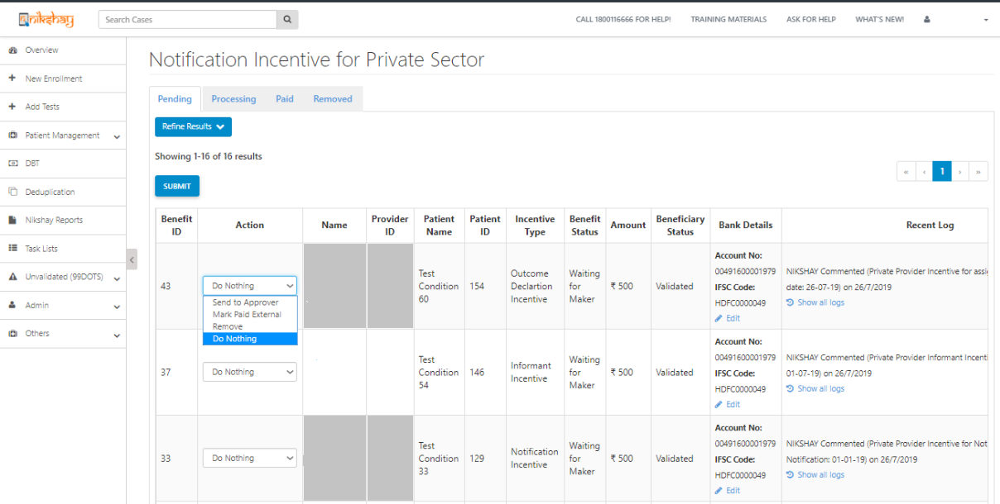 निkshay
Search Cases
CALL 1800116666 FOR HELP!
TRAINING MATERIALS
ASK FOR HELP
WHAT'S NEW!
Overview
New Enrollment
Add Tests
Patient Management
DBT
Deduplication
Nikshay Reports
Task Lists
Unvalidated (99DOTS)
Admin
Others
Notification Incentive for Private Sector
Pending
Processing
Paid
Removed
Refine Results
Showing 1-16 of 16 results
« ‹ 1 › »
SUBMIT
Benefit ID
Action
Name
Provider ID
Patient Name
Patient ID
Incentive Type
Benefit Status
Amount
Beneficiary Status
Bank Details
Recent Log
43
Do Nothing
Send to Approver
Mark Paid External
Remove
Do Nothing
Test
Condition
60
154
Outcome
Declartion
Incentive
Waiting
for
Maker
₹ 500
Validated
Account No:
00491600001979
IFSC Code:
HDFC0000049
Edit
NIKSHAY Commented (Private Provider Incentive for assi
date: 26-07-19) on 26/7/2019
Show all logs
37
Do Nothing
Test
Condition
54
146
Informant
Incentive
Waiting
for
Maker
₹ 500
Validated
Account No:
00491600001979
IFSC Code:
HDFC0000049
Edit
NIKSHAY Commented (Private Provider Informant Incenti
01-07-19) on 26/7/2019
Show all logs
33
Do Nothing
Test
Condition
33
129
Notification
Incentive
Waiting
for
Maker
₹ 500
Validated
Account No:
00491600001979
IFSC Code:
HDFC0000049
Edit
NIKSHAY Commented (Private Provider Incentive for Not
Notification: 01-01-19) on 26/7/2019
Show all logs